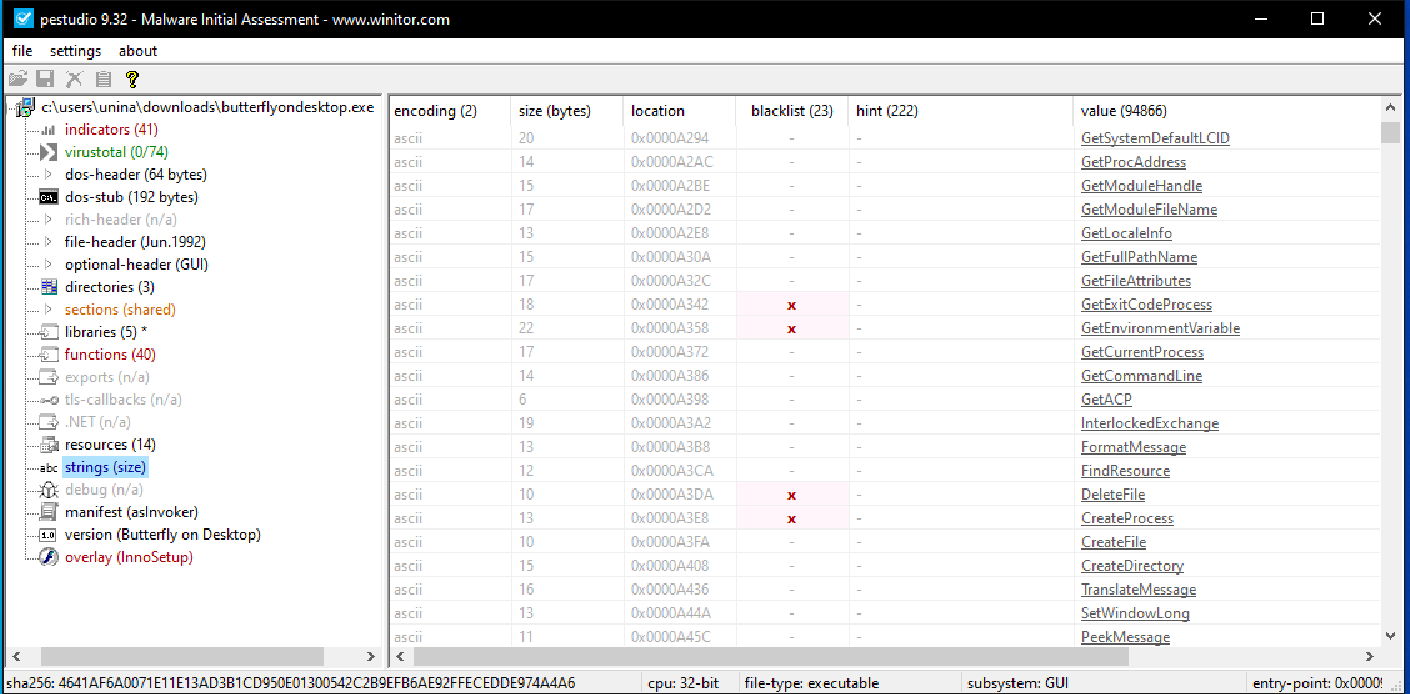 pestudio 9.32 - Malware Initial Assessment - www.winitor.com
file settings about
c:\users\unina\downloads\butterflyondesktop.exe
indicators (41)
virustotal (0/74)
dos-header (64 bytes)
dos-stub (192 bytes)
rich-header (n/a)
file-header (Jun.1992)
optional-header (GUI)
directories (3)
sections (shared)
libraries (5) *
functions (40)
exports (n/a)
tls-callbacks (n/a)
.NET (n/a)
resources (14)
abc strings (size)
debug (n/a)
manifest (asInvoker)
1.0 version (Butterfly on Desktop)
overlay (InnoSetup)
encoding (2) size (bytes) location blacklist (23) hint (222) value (94866)
ascii 20 0x0000A294 - - GetSystemDefaultLCID
ascii 14 0x0000A2AC - - GetProcAddress
ascii 15 0x0000A2BE - - GetModuleHandle
ascii 17 0x0000A2D2 - - GetModuleFileName
ascii 13 0x0000A2E8 - - GetLocaleInfo
ascii 15 0x0000A30A - - GetFullPathName
ascii 17 0x0000A32C - - GetFileAttributes
ascii 18 0x0000A342 x - GetExitCodeProcess
ascii 22 0x0000A358 x - GetEnvironmentVariable
ascii 17 0x0000A372 - - GetCurrentProcess
ascii 14 0x0000A386 - - GetCommandLine
ascii 6 0x0000A398 - - GetACP
ascii 19 0x0000A3A2 - - InterlockedExchange
ascii 13 0x0000A3B8 - - FormatMessage
ascii 12 0x0000A3CA - - FindResource
ascii 10 0x0000A3DA x - DeleteFile
ascii 13 0x0000A3E8 x - CreateProcess
ascii 10 0x0000A3FA - - CreateFile
ascii 15 0x0000A408 - - CreateDirectory
ascii 16 0x0000A436 - - TranslateMessage
ascii 13 0x0000A44A - - SetWindowLong
ascii 11 0x0000A45C - - PeekMessage
sha256: 4641AF6A0071E11E13AD3B1CD950E01300542C2B9EFB6AE92FFECEDDE974A4A6 cpu: 32-bit file-type: executable subsystem: GUI entry-point: 0x0000